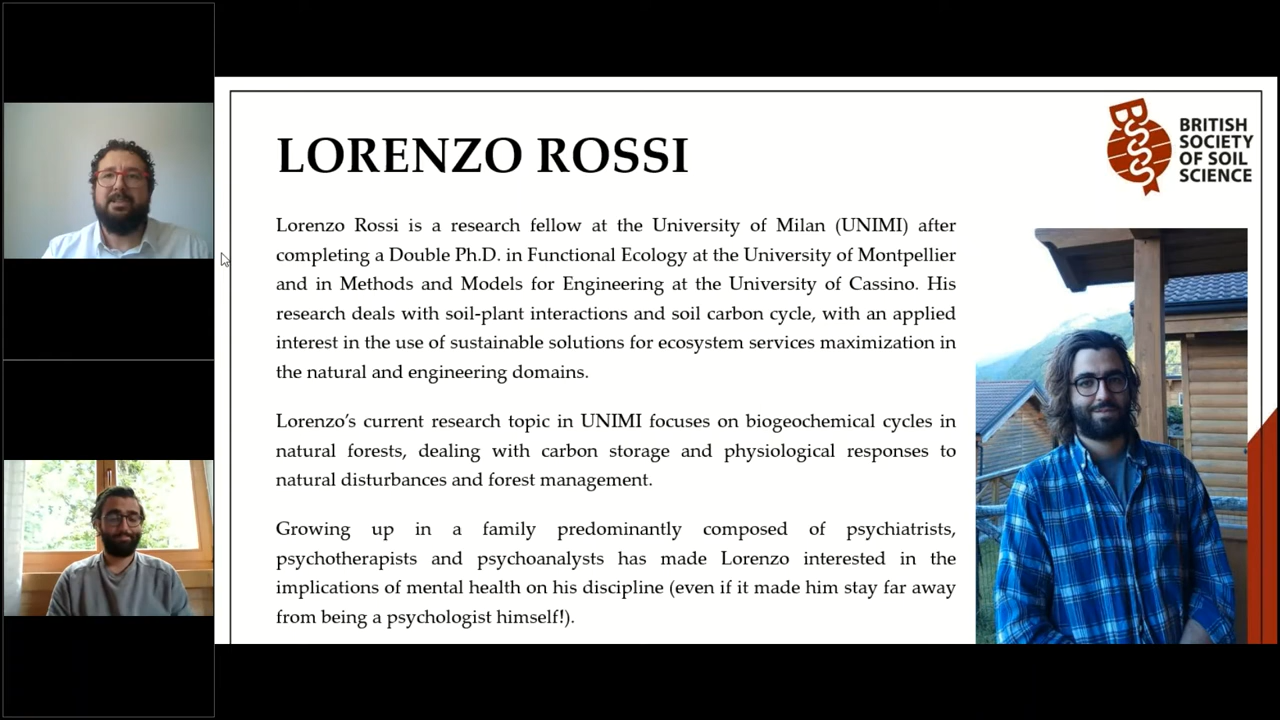 LORENZO ROSSI
BSSS
BRITISH
SOCIETY
OF SOIL
SCIENCE
Lorenzo Rossi is a research fellow at the University of Milan (UNIMI) after
completing a Double Ph.D. in Functional Ecology at the University of Montpellier
and in Methods and Models for Engineering at the University of Cassino. His
research deals with soil-plant interactions and soil carbon cycle, with an applied
interest in the use of sustainable solutions for ecosystem services maximization in
the natural and engineering domains.
Lorenzo’s current research topic in UNIMI focuses on biogeochemical cycles in
natural forests, dealing with carbon storage and physiological responses to
natural disturbances and forest management.
Growing up in a family predominantly composed of psychiatrists,
psychotherapists and psychoanalysts has made Lorenzo interested in the
implications of mental health on his discipline (even if it made him stay far away
from being a psychologist himself!).